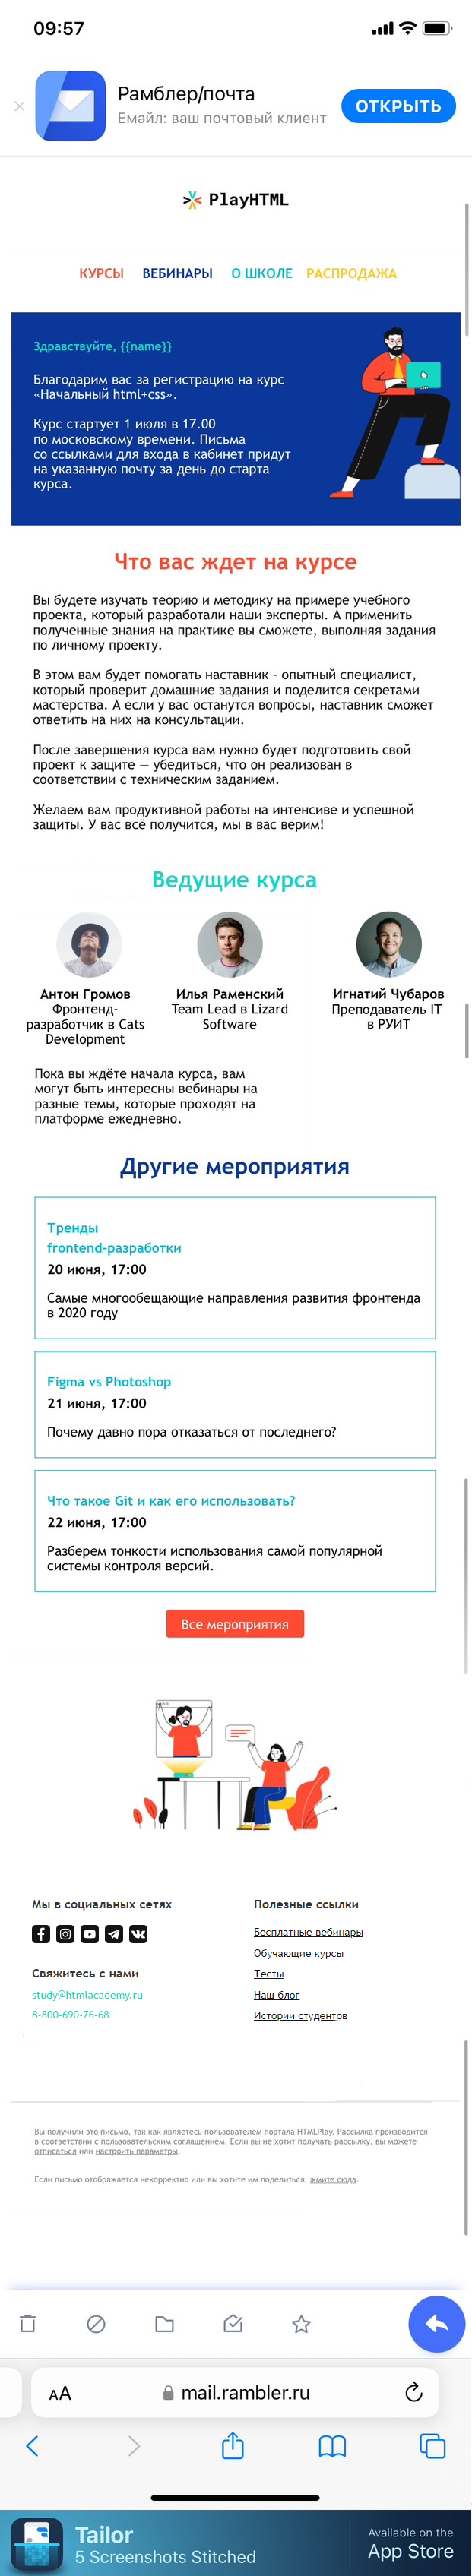 09:57
Рамблер/почта
Емайл: ваш почтовый клиент
ОТКРЫТЬ
PlayHTML
КУРСЫ ВЕБИНАРЫ О ШКОЛЕ РАСПРОДАЖА
Здравствуйте, {{name}}
Благодарим вас за регистрацию на курс
«Начальный html+css».
Курс стартует 1 июля в 17.00
по московскому времени. Письма
со ссылками для входа в кабинет придут
на указанную почту за день до старта
курса.
Что вас ждет на курсе
Вы будете изучать теорию и методику на примере учебного
проекта, который разработали наши эксперты. А применить
полученные знания на практике вы сможете, выполняя задания
по личному проекту.
В этом вам будет помогать наставник - опытный специалист,
который проверит домашние задания и поделится секретами
мастерства. А если у вас останутся вопросы, наставник сможет
ответить на них на консультации.
После завершения курса вам нужно будет подготовить свой
проект к защите — убедиться, что он реализован в
соответствии с техническим заданием.
Желаем вам продуктивной работы на интенсиве и успешной
защиты. У вас всё получится, мы в вас верим!
Ведущие курса
Антон Громов
Фронтенд-
разработчик в Cats
Development
Илья Раменский
Team Lead в Lizard
Software
Игнатий Чубаров
Преподаватель IT
в РУИТ
Пока вы ждёте начала курса, вам
могут быть интересны вебинары на
разные темы, которые проходят на
платформе ежедневно.
Другие мероприятия
Тренды
frontend-разработки
20 июня, 17:00
Самые многообещающие направления развития фронтенда
в 2020 году
Figma vs Photoshop
21 июня, 17:00
Почему давно пора отказаться от последнего?
Что такое Git и как его использовать?
22 июня, 17:00
Разберем тонкости использования самой популярной
системы контроля версий.
Все мероприятия
Мы в социальных сетях
Свяжитесь с нами
study@htmlacademy.ru
8-800-690-76-68
Полезные ссылки
Бесплатные вебинары
Обучающие курсы
Тесты
Наш блог
Истории студентов
Вы получили это письмо, так как являетесь пользователем портала HTMLPlay. Рассылка производится
в соответствии с пользовательским соглашением. Если вы не хотит получать рассылку, вы можете
отписаться или настроить параметры.
Если письмо отображается некорректно или вы хотите им поделиться, жмите сюда.
AA mail.rambler.ru
Tailor
5 Screenshots Stitched
Available on the
App Store